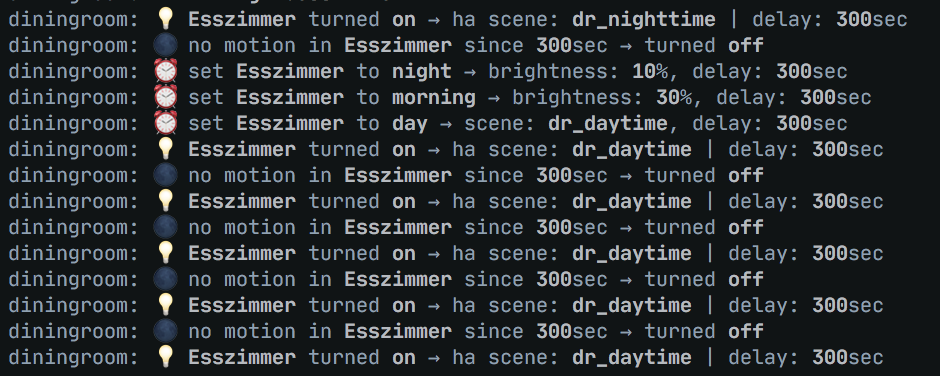 diningroom: 💡 Esszimmer turned on → ha scene: dr_nighttime | delay: 300sec
diningroom: 🌑 no motion in Esszimmer since 300sec → turned off
diningroom: ⏰ set Esszimmer to night → brightness: 10%, delay: 300sec
diningroom: ⏰ set Esszimmer to morning → brightness: 30%, delay: 300sec
diningroom: ⏰ set Esszimmer to day → scene: dr_daytime, delay: 300sec
diningroom: 💡 Esszimmer turned on → ha scene: dr_daytime | delay: 300sec
diningroom: 🌑 no motion in Esszimmer since 300sec → turned off
diningroom: 💡 Esszimmer turned on → ha scene: dr_daytime | delay: 300sec
diningroom: 🌑 no motion in Esszimmer since 300sec → turned off
diningroom: 💡 Esszimmer turned on → ha scene: dr_daytime | delay: 300sec
diningroom: 🌑 no motion in Esszimmer since 300sec → turned off
diningroom: 💡 Esszimmer turned on → ha scene: dr_daytime | delay: 300sec
diningroom: 🌑 no motion in Esszimmer since 300sec → turned off
diningroom: 💡 Esszimmer turned on → ha scene: dr_daytime | delay: 300sec